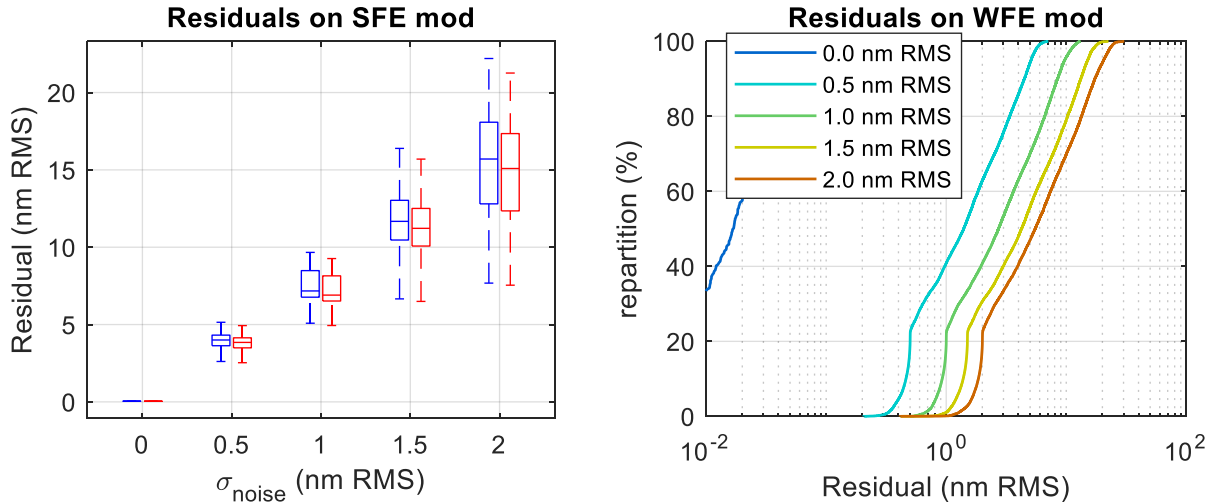 Residuals on SFE mod
Residual (nm RMS)
20
15
10
5
0
0 0.5 1 1.5 2
σnoise (nm RMS)
Residuals on WFE mod
0.0 nm RMS
0.5 nm RMS
1.0 nm RMS
1.5 nm RMS
2.0 nm RMS
repartition (%)
100
80
60
40
20
0
10-2 100 102
Residual (nm RMS)